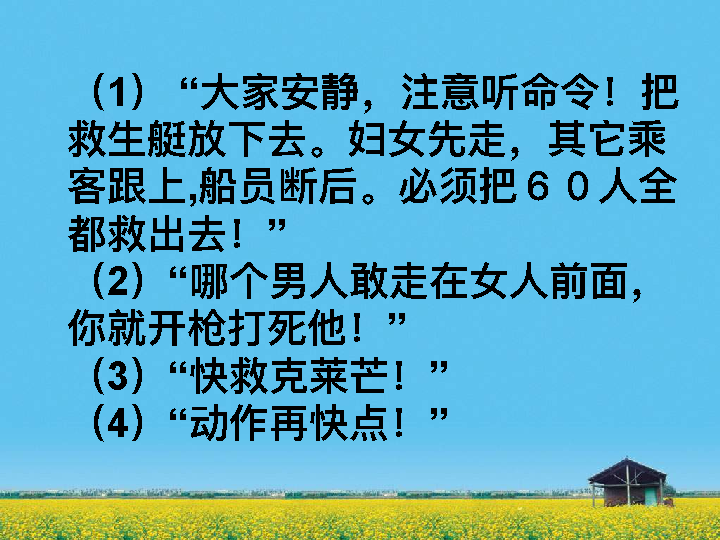 （1） “大家安静，注意听命令！把
救生艇放下去。妇女先走，其它乘
客跟上,船员断后。必须把６０人全
都救出去！”
（2）“哪个男人敢走在女人前面，
你就开枪打死他！”
（3）“快救克莱芒！”
（4）“动作再快点！”